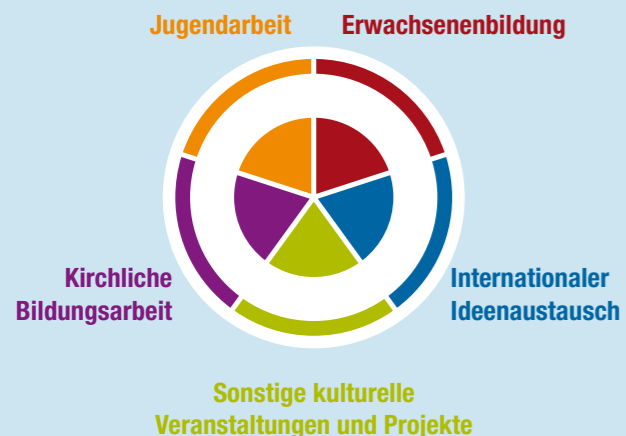 Jugendarbeit
Erwachsenenbildung
Kirchliche
Bildungsarbeit
Internationaler
Ideenaustausch
Sonstige kulturelle
Veranstaltungen und Projekte